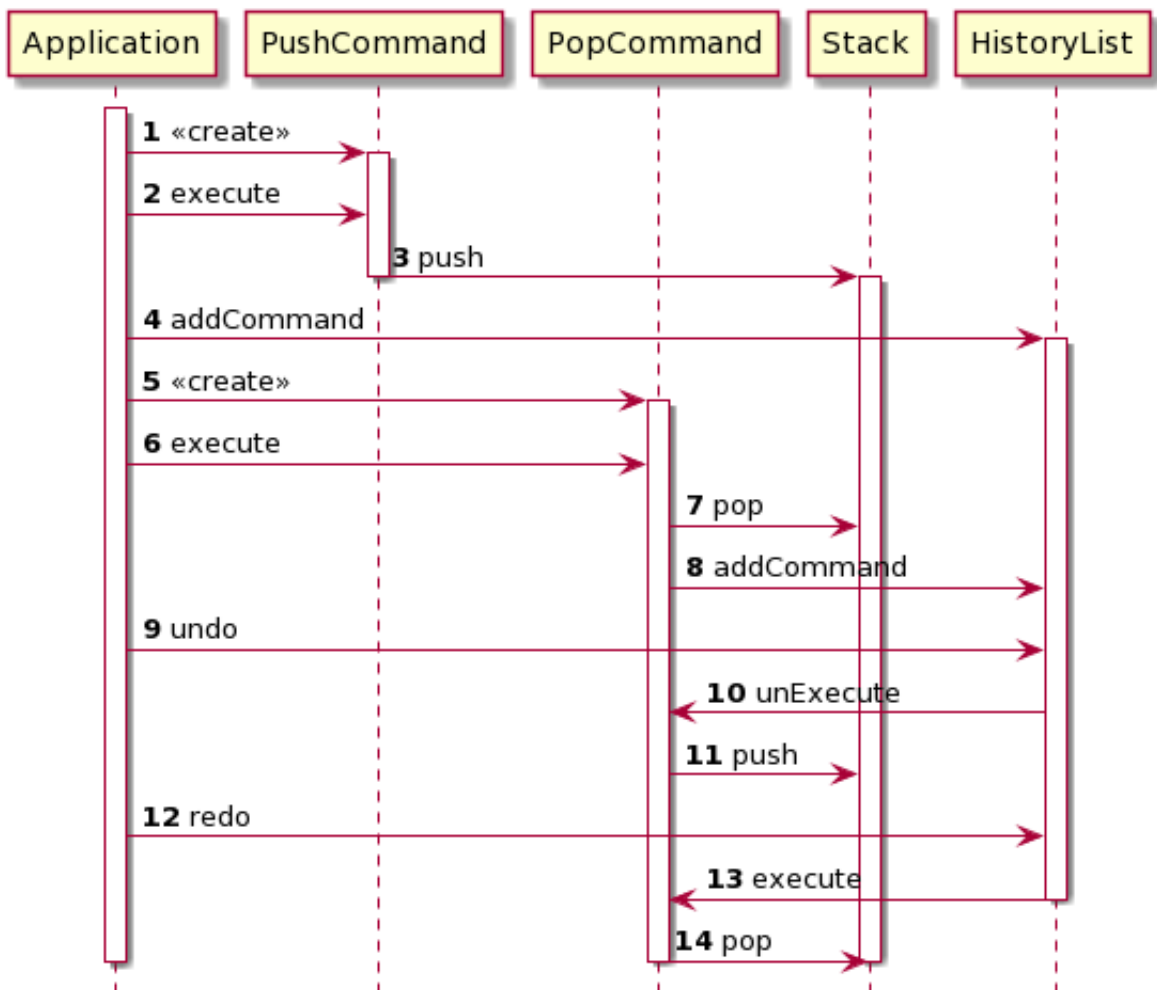 Application PushCommand PopCommand Stack HistoryList
1 «create»
2 execute
3 push
4 addCommand
5 «create»
6 execute
7 pop
8 addCommand
9 undo
10 unExecute
11 push
12 redo
13 execute
14 pop